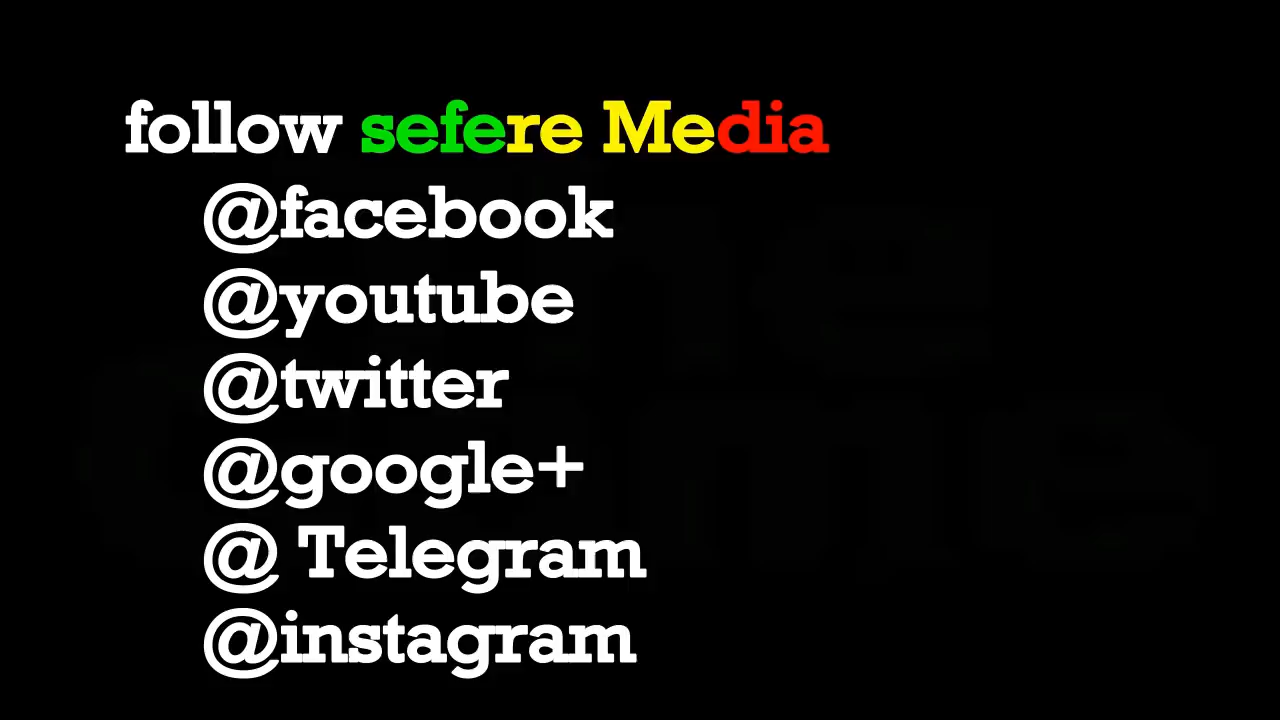 follow sefere Media
@facebook
@youtube
@twitter
@google+
@ Telegram
@instagram